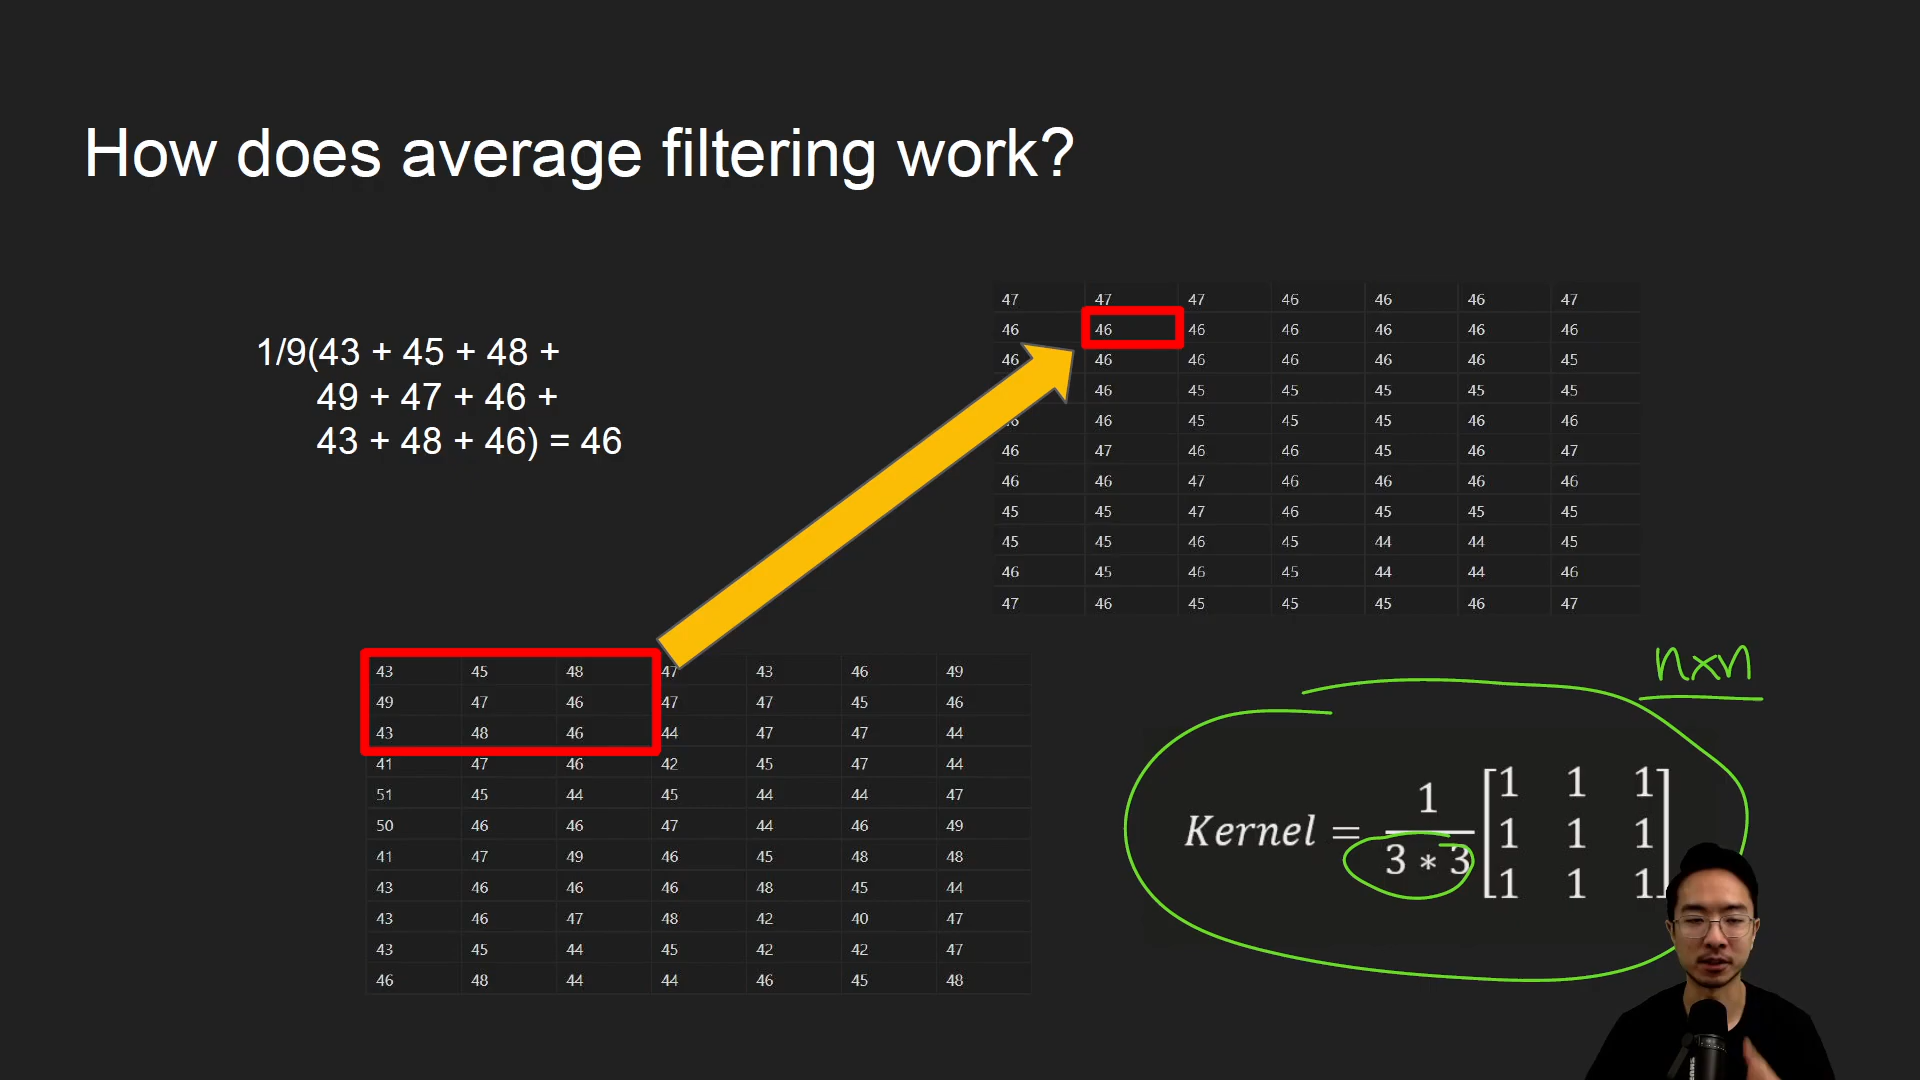 How does average filtering work?
1/9(43 + 45 + 48 +
49 + 47 + 46 +
43 + 48 + 46) = 46
47 47 47 46 46 46 47
46 46 46 46 46 46 46
46 46 46 46 46 46 45
46 45 45 45 45 45
46 45 45 45 46 46
46 47 46 46 45 46 47
46 46 47 46 46 46 46
45 45 47 46 45 45 45
45 45 46 45 44 44 45
46 45 46 45 44 44 46
47 46 45 45 45 46 47
43 45 48 47 43 46 49
49 47 46 47 47 45 46
43 48 46 44 47 47 44
41 47 46 42 45 47 44
51 45 44 45 44 44 47
50 46 46 47 44 46 49
41 47 49 46 45 48 48
43 46 46 46 48 45 44
43 46 47 48 42 40 47
43 45 44 45 42 42 47
46 48 44 44 46 45 48
n×n
Kernel = 1 / 3 * 3
1 1 1
1 1 1
1 1 1